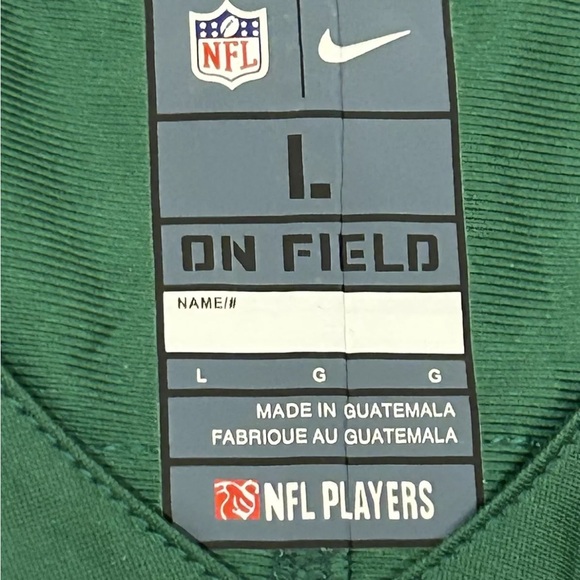 NFL
L
ON FIELD
NAME/#
L G G
MADE IN GUATEMALA
FABRIQUE AU GUATEMALA
NFL PLAYERS